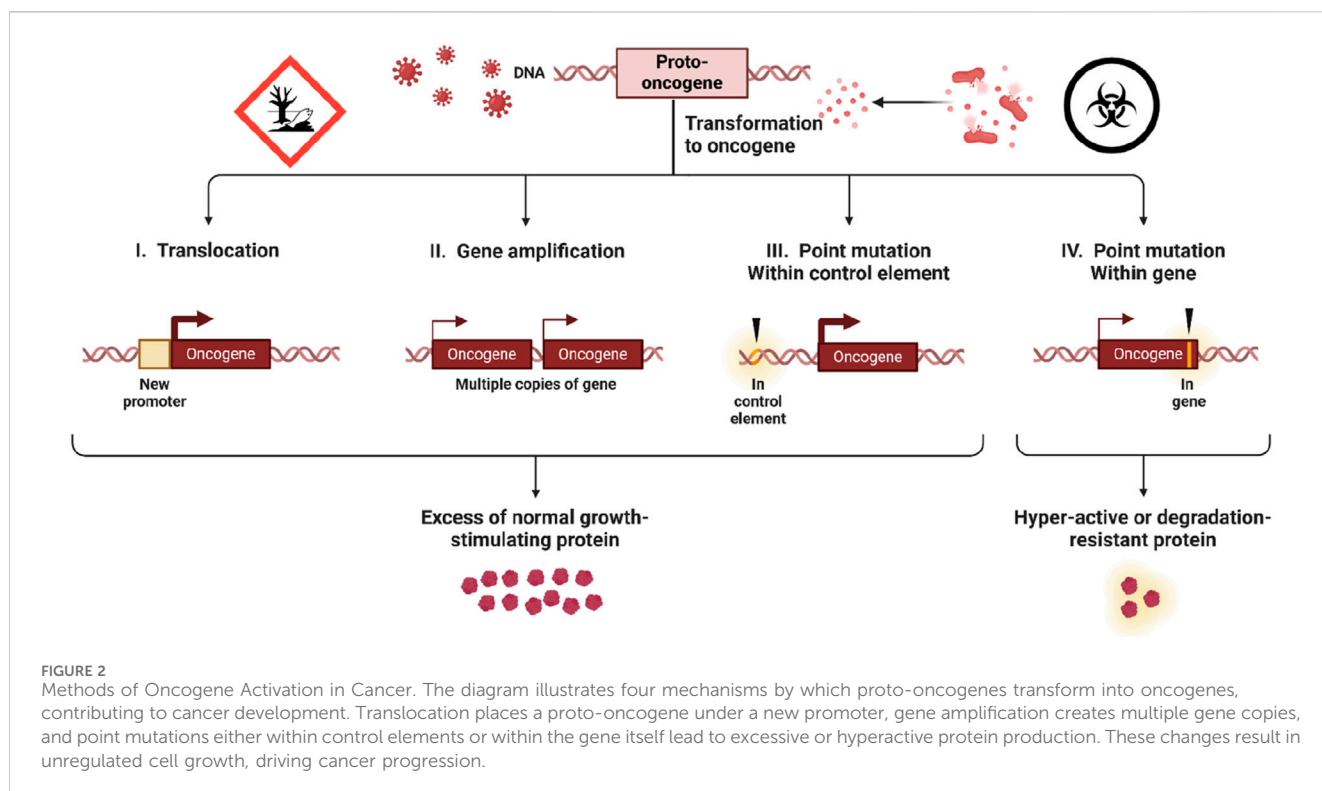 DNA
Proto-
oncogene
Transformation
to oncogene
I. Translocation
II. Gene amplification
III. Point mutation
Within control element
IV. Point mutation
Within gene
Oncogene
New
promoter
Oncogene
Oncogene
Multiple copies of gene
Oncogene
In
control
element
Oncogene
In
gene
Excess of normal growth-
stimulating protein
Hyper-active or degradation-
resistant protein
FIGURE 2
Methods of Oncogene Activation in Cancer. The diagram illustrates four mechanisms by which proto-oncogenes transform into oncogenes,
contributing to cancer development. Translocation places a proto-oncogene under a new promoter, gene amplification creates multiple gene copies,
and point mutations either within control elements or within the gene itself lead to excessive or hyperactive protein production. These changes result in
unregulated cell growth, driving cancer progression.